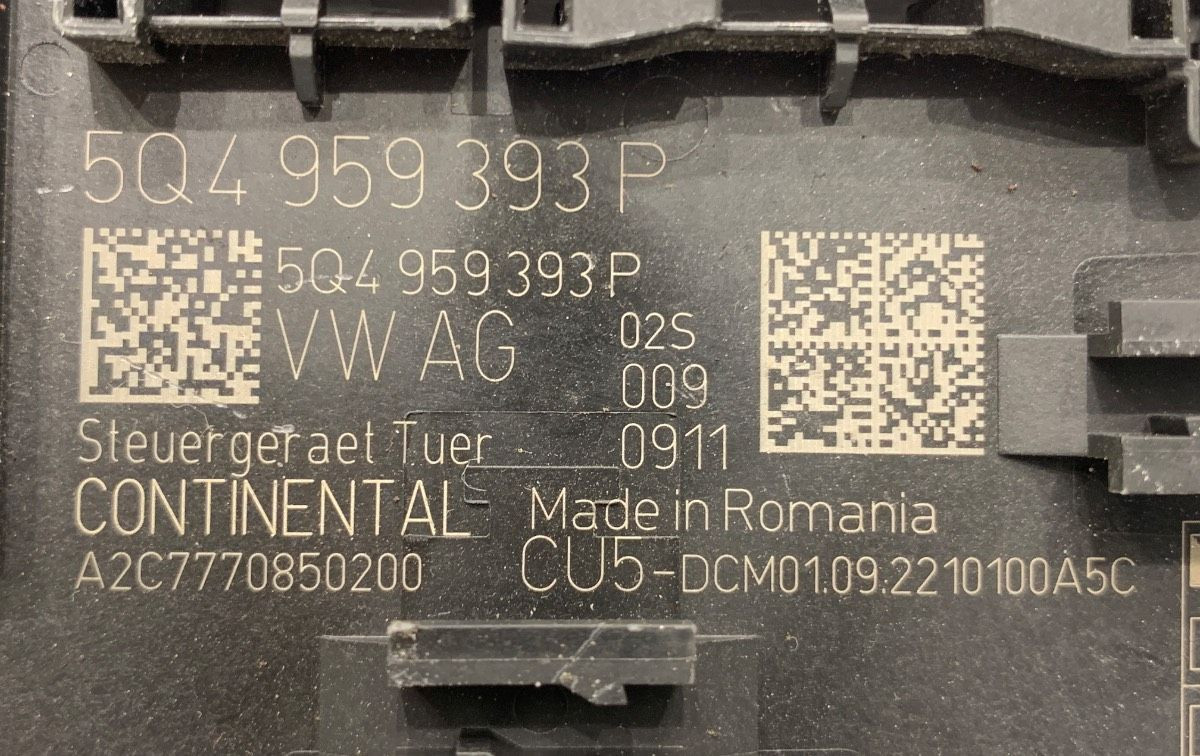 5Q4 959 393 P
5Q4 959 393 P
VW AG
02S
009
0911
Steuergeraet Tuer
CONTINENTAL
Made in Romania
A2C7770850200
CU5-DCM01.09.2210100A5C